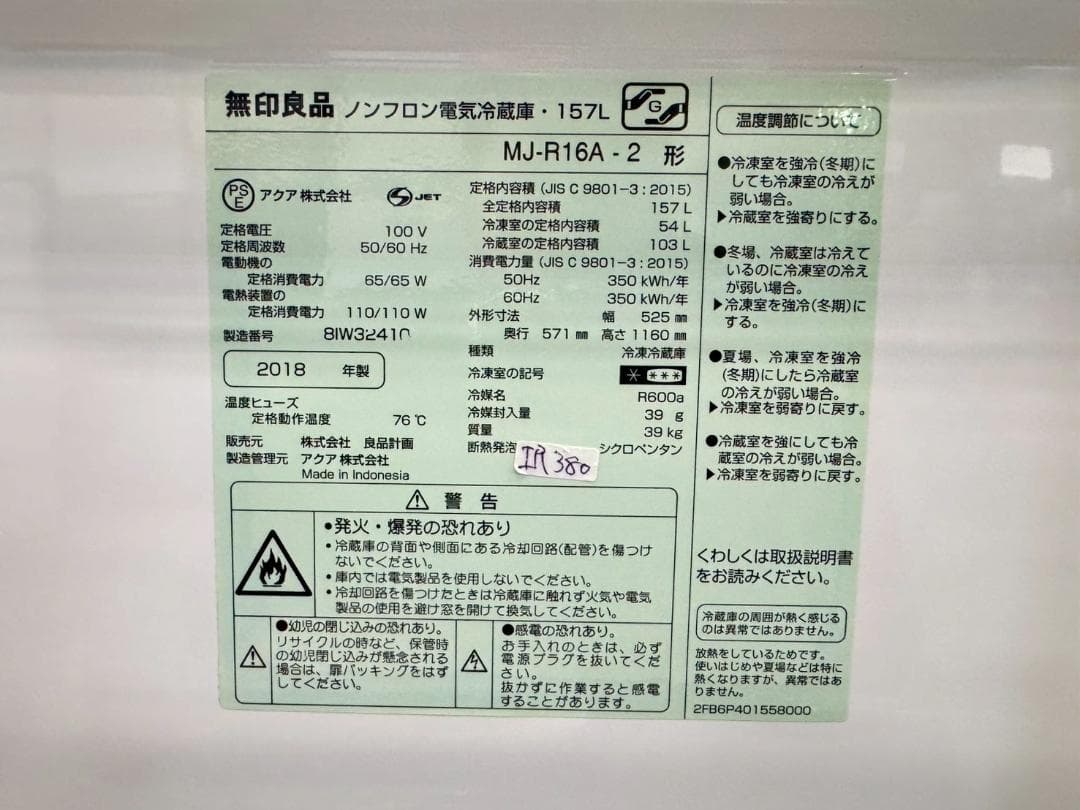 無印良品 ノンフロン電気冷蔵庫・157L G
MJ-R16A - 2 形
PSE アクア株式会社 S JET
定格電圧 100 V
定格周波数 50/60 Hz
電動機の
定格消費電力 65/65 W
電熱装置の
定格消費電力 110/110 W
製造番号 8IW32410
2018 年製
温度ヒューズ
定格動作温度 76 ℃
販売元 株式会社 良品計画
製造管理元 アクア株式会社
Made in Indonesia
定格内容積 (JIS C 9801-3 : 2015)
全定格内容積 157 L
冷凍室の定格内容積 54 L
冷蔵室の定格内容積 103 L
消費電力量 (JIS C 9801-3 : 2015)
50Hz 350 kWh/年
60Hz 350 kWh/年
外形寸法 幅 525 ㎜
奥行 571 ㎜ 高さ 1160 ㎜
種類 冷凍冷蔵庫
冷凍室の記号 * ***
冷媒名 R600a
冷媒封入量 39 g
質量 39 kg
断熱発泡 シクロペンタン
IR 380
警告
●発火・爆発の恐れあり
・冷蔵庫の背面や側面にある冷却回路(配管)を傷つけ
ないでください。
・庫内では電気製品を使用しないでください。
・冷却回路を傷つけたときは冷蔵庫に触れず火気や電気
製品の使用を避け窓を開けて換気してください。
●幼児の閉じ込みの恐れあり。
リサイクルの時など、保管時
の幼児閉じ込みが懸念される
場合は、扉パッキングをはず
してください。
●感電の恐れあり。
お手入れのときは、必ず
電源プラグを抜いてくだ
さい。
抜かずに作業すると感電
することがあります。
温度調節について
●冷凍室を強冷(冬期)に
しても冷凍室の冷えが
弱い場合。
▶冷蔵室を強寄りにする。
●冬場、冷蔵室は冷えて
いるのに冷凍室の冷え
が弱い場合。
▶冷凍室を強冷(冬期)に
する。
●夏場、冷凍室を強冷
(冬期)にしたら冷蔵室
の冷えが弱い場合。
▶冷凍室を弱寄りに戻す。
●冷蔵室を強にしても冷
蔵室の冷えが弱い場合。
▶冷凍室を弱寄りに戻す。
くわしくは取扱説明書
をお読みください。
冷蔵庫の周囲が熱く感じる
のは異常ではありません。
放熱をしているためです。
使いはじめや夏場などは特に
熱くなりますが、異常ではあ
りません。
2FB6P401558000